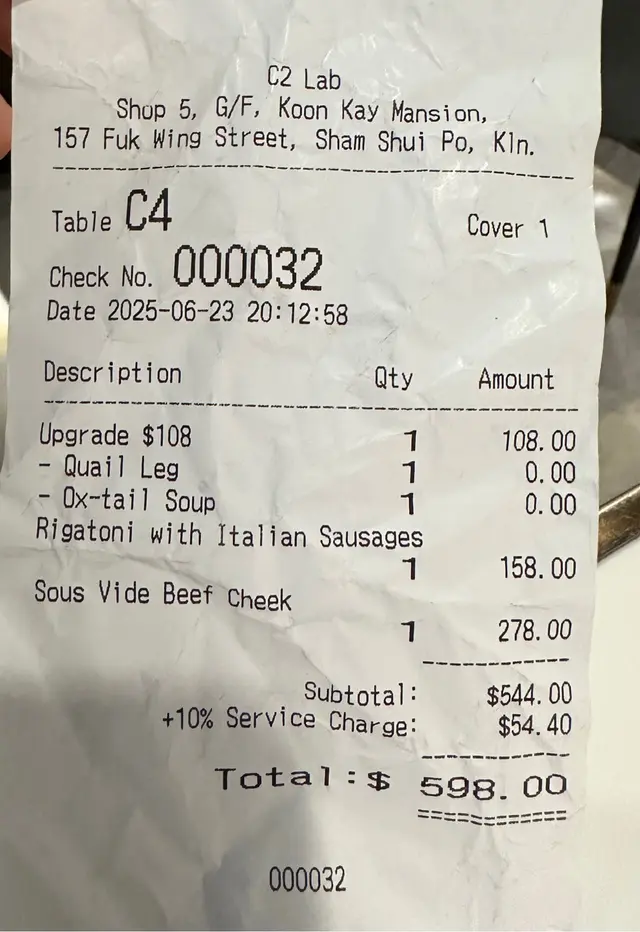 C2 Lab
Shop 5, G/F, Koon Kay Mansion,
157 Fuk Wing Street, Sham Shui Po, Kln.
Table C4 Cover 1
Check No. 000032
Date 2025-06-23 20:12:58
Description Qty Amount
Upgrade $108 1 108.00
- Quail Leg 1 0.00
- Ox-tail Soup 1 0.00
Rigatoni with Italian Sausages
1 158.00
Sous Vide Beef Cheek
1 278.00
Subtotal: $544.00
+10% Service Charge: $54.40
Total:$ 598.00
000032